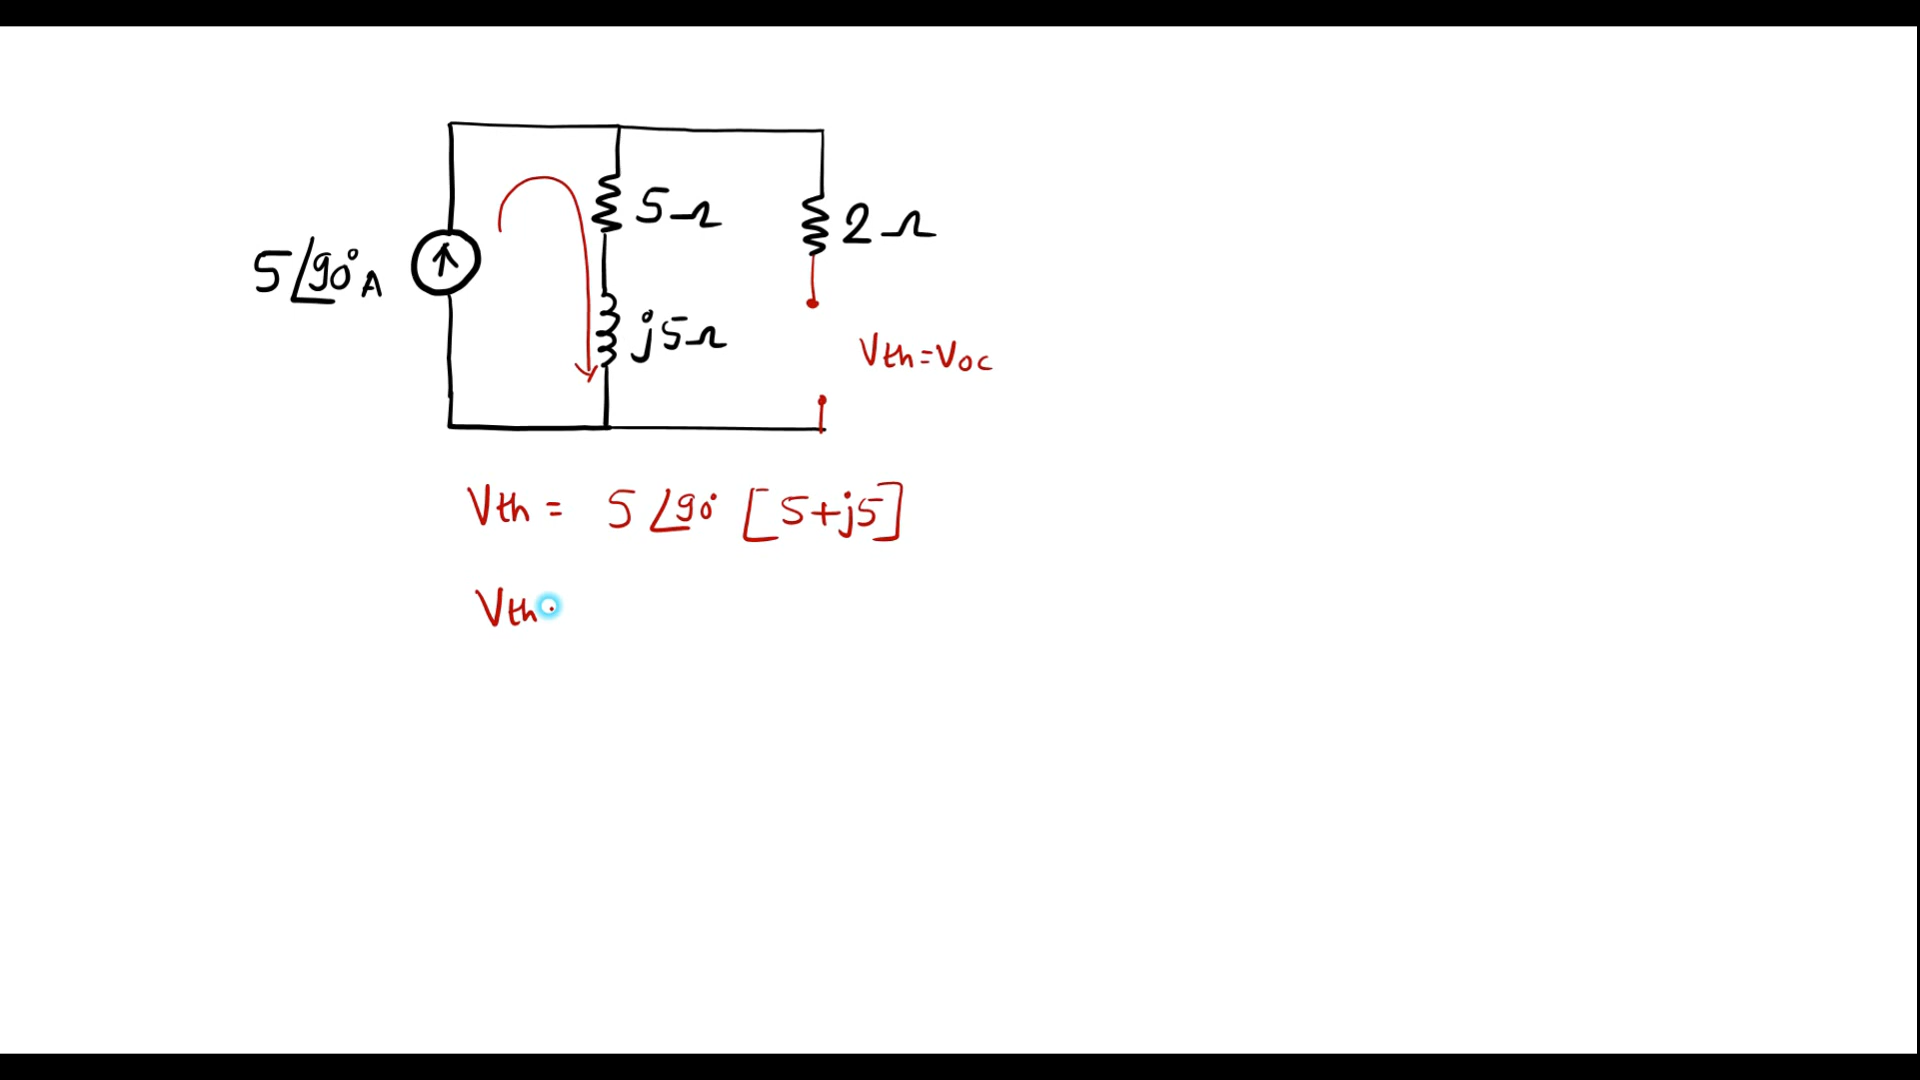 5∠90° A
5Ω
2Ω
j5Ω
Vth = Voc
Vth = 5∠90° [5+j5]
Vth